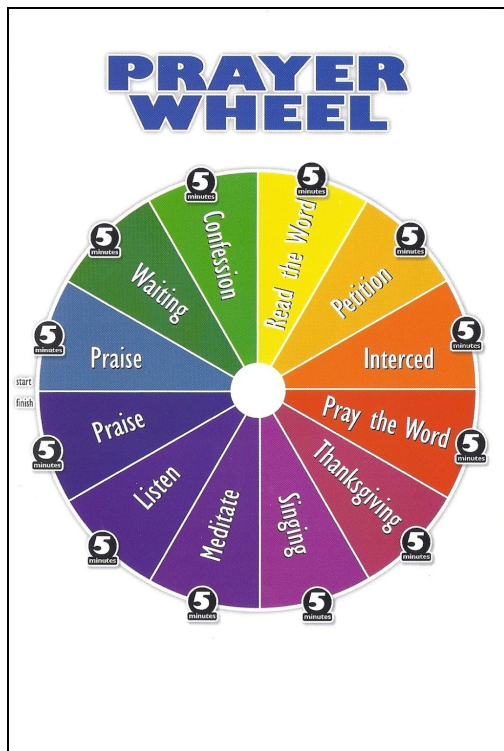 PRAYER
WHEEL
start
Praise
5
minutes
Waiting
5
minutes
Confession
5
minutes
Read the Word
5
minutes
Petition
5
minutes
Interced
5
minutes
Pray the Word
5
minutes
Thanksgiving
5
minutes
Singing
5
minutes
Meditate
5
minutes
Listen
5
minutes
Praise
5
minutes
finish